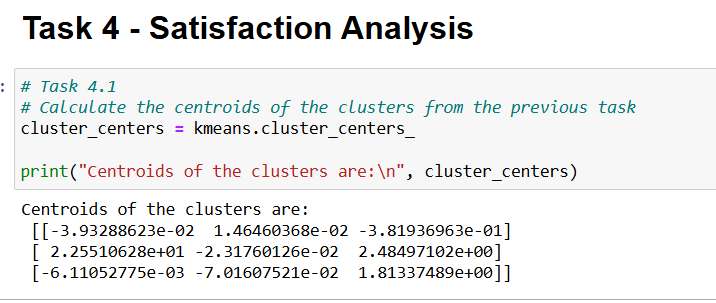 Task 4 - Satisfaction Analysis
: # Task 4.1
# Calculate the centroids of the clusters from the previous task
cluster_centers = kmeans.cluster_centers_
print("Centroids of the clusters are:\n", cluster_centers)
Centroids of the clusters are:
[[-3.93288623e-02 1.46460368e-02 -3.81936963e-01]
[ 2.25510628e+01 -2.31760126e-02 2.48497102e+00]
[-6.11052775e-03 -7.01607521e-02 1.81337489e+00]]